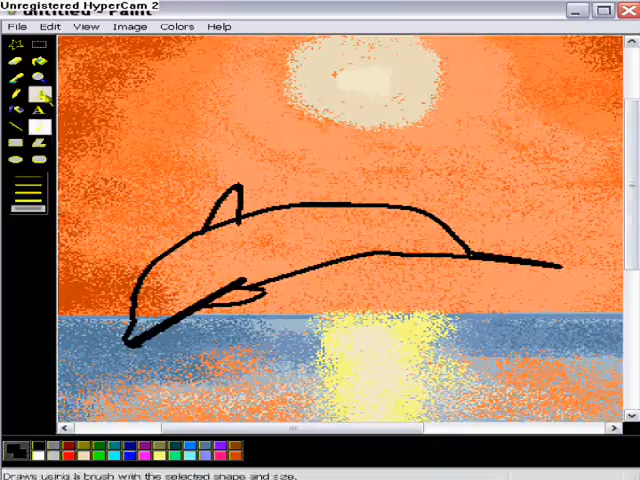 Unregistered HyperCam 2
untitled - Paint
File Edit View Image Colors Help
A
Draws using a brush with the selected shape and size.